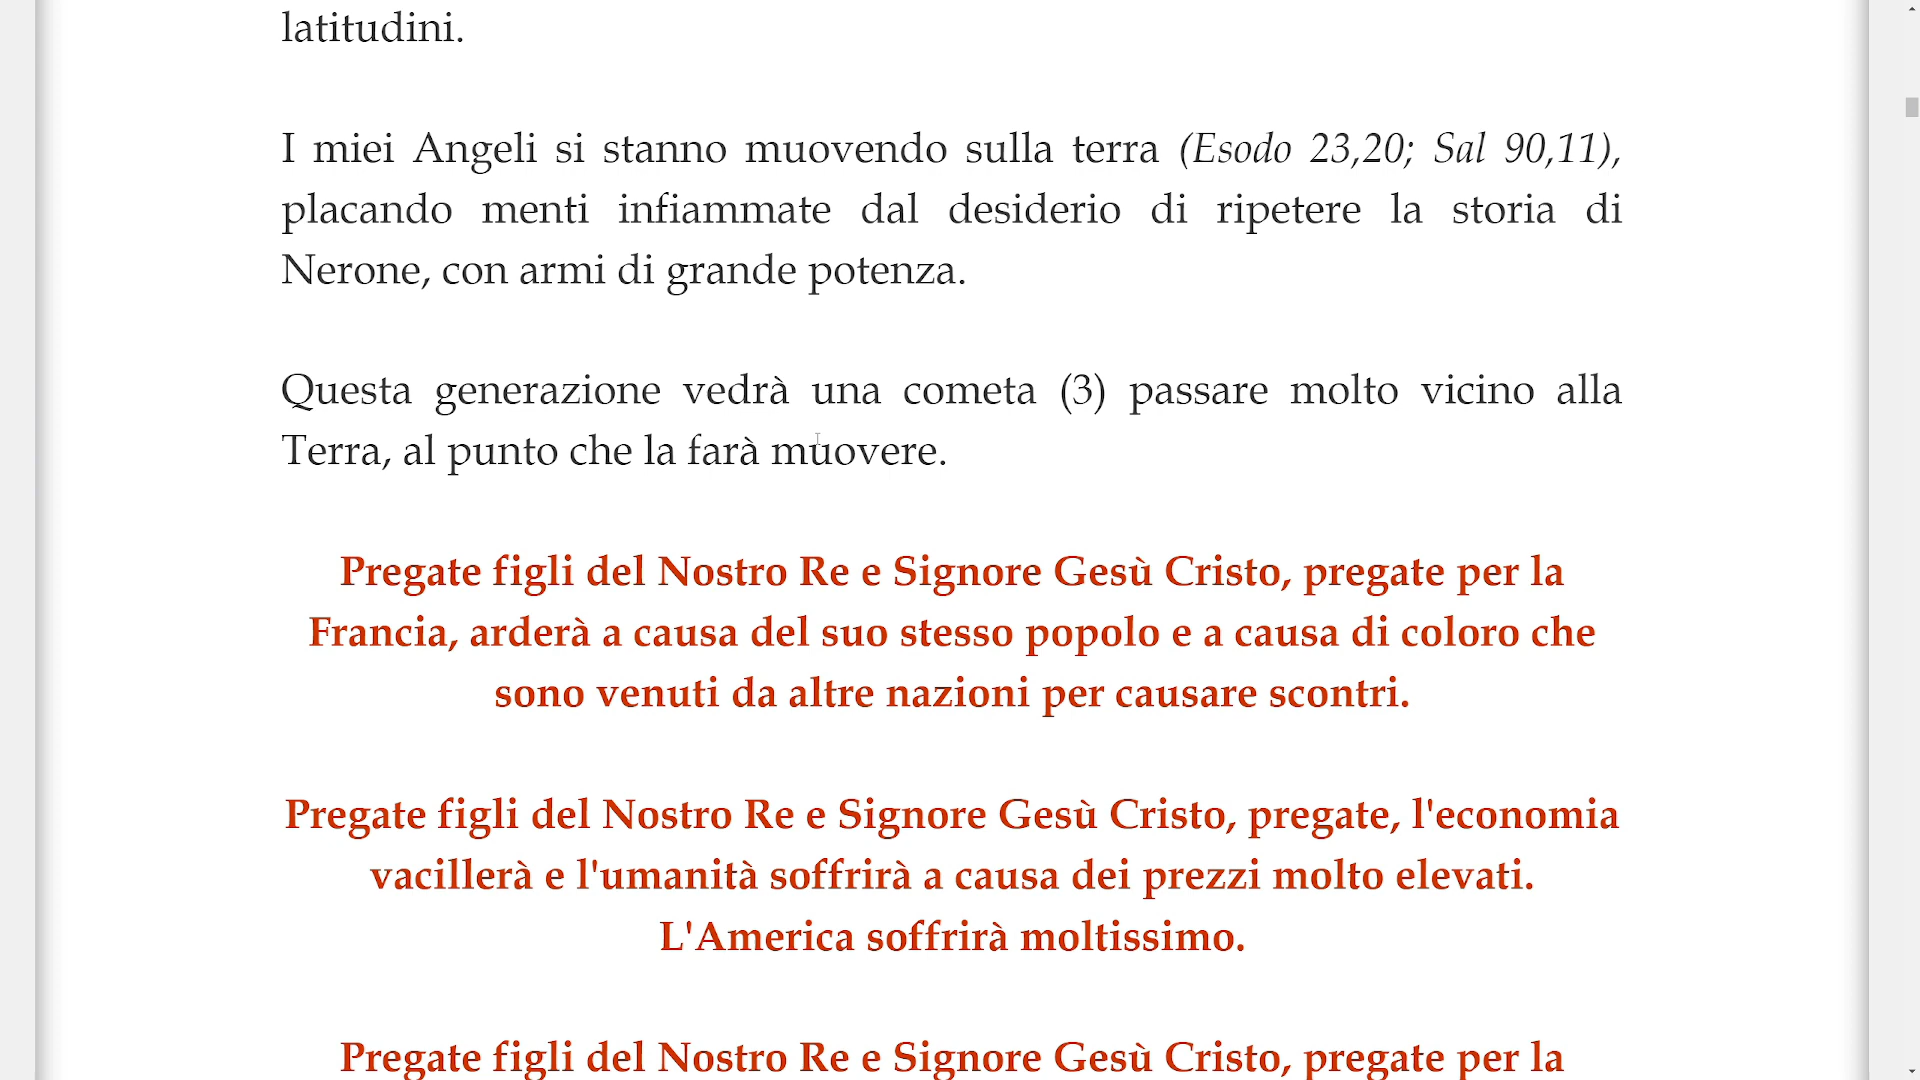 latitudini.
I miei Angeli si stanno muovendo sulla terra (Esodo 23,20; Sal 90,11),
placando menti infiammate dal desiderio di ripetere la storia di
Nerone, con armi di grande potenza.
Questa generazione vedrà una cometa (3) passare molto vicino alla
Terra, al punto che la farà muovere.
Pregate figli del Nostro Re e Signore Gesù Cristo, pregate per la
Francia, arderà a causa del suo stesso popolo e a causa di coloro che
sono venuti da altre nazioni per causare scontri.
Pregate figli del Nostro Re e Signore Gesù Cristo, pregate, l'economia
vacillerà e l'umanità soffrirà a causa dei prezzi molto elevati.
L'America soffrirà moltissimo.
Pregate figli del Nostro Re e Signore Gesù Cristo, pregate per la